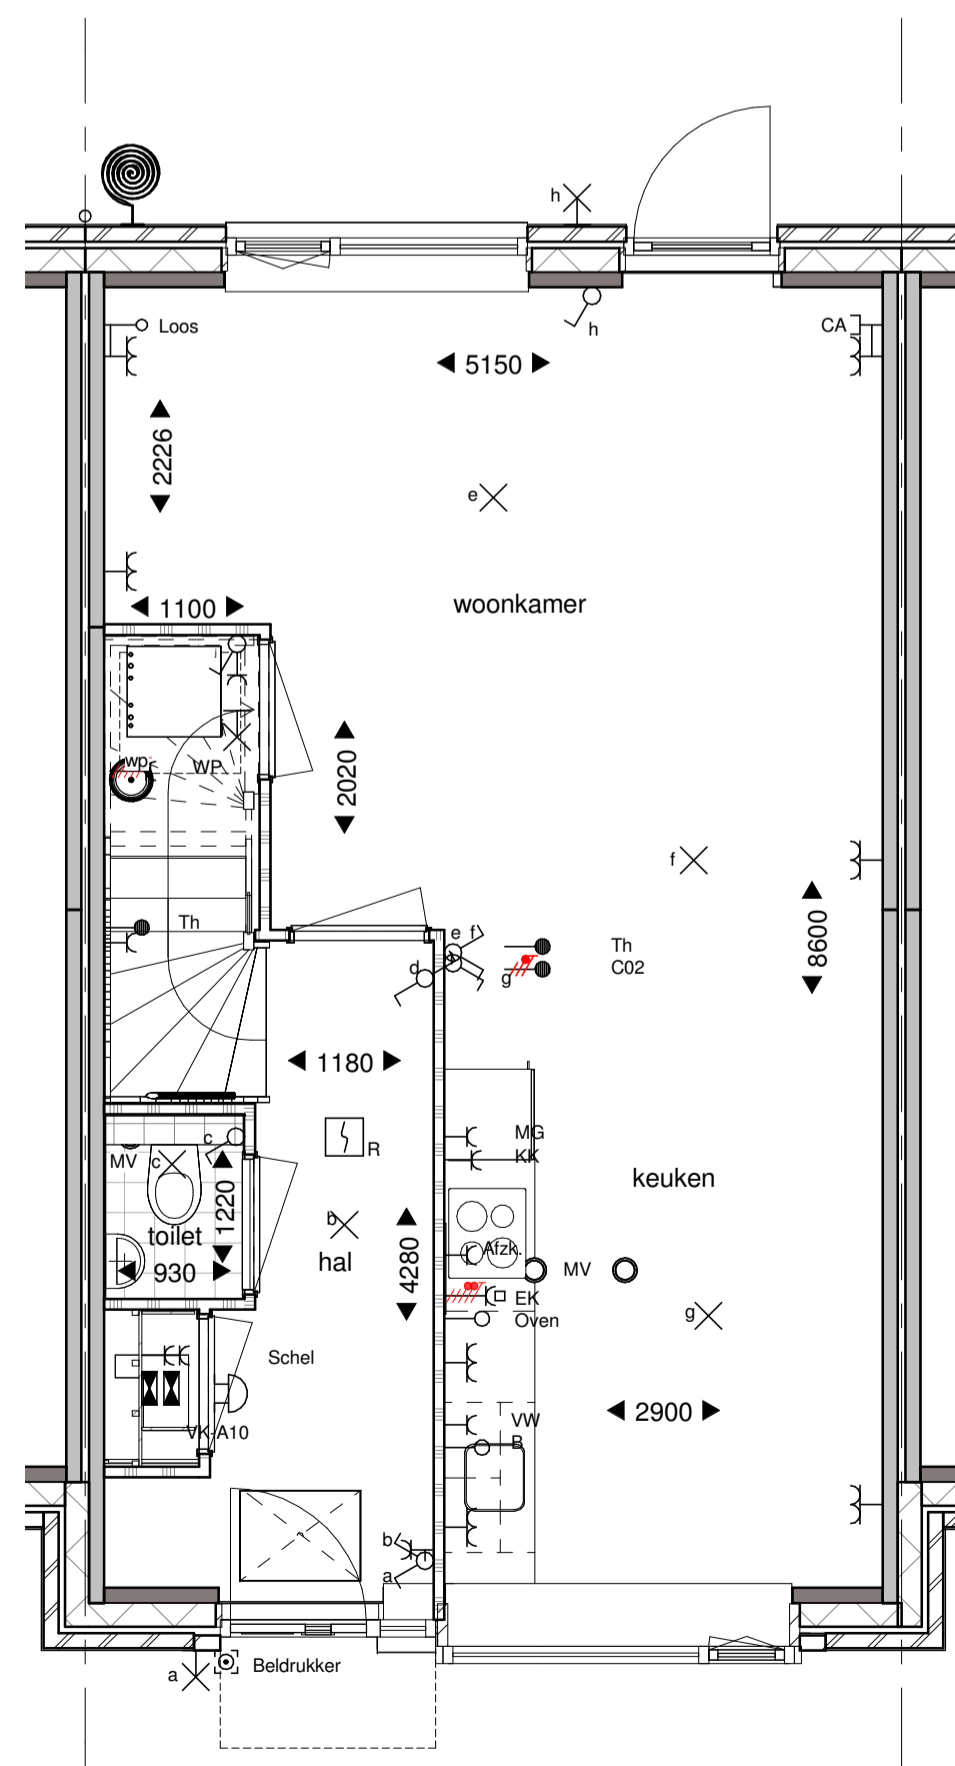 h
h
Loos
CA
5150
2226
e
woonkamer
1100
wp
WP
2020
f
Th
8600
e f
d
g
Th
C02
1180
MG
KK
R
c
MV
c
1220
toilet
930
b
hal
4280
keuken
Afzk.
MV
EK
Oven
g
Schel
VK-A10
2900
VW
B
b
a
a
Beldrukker